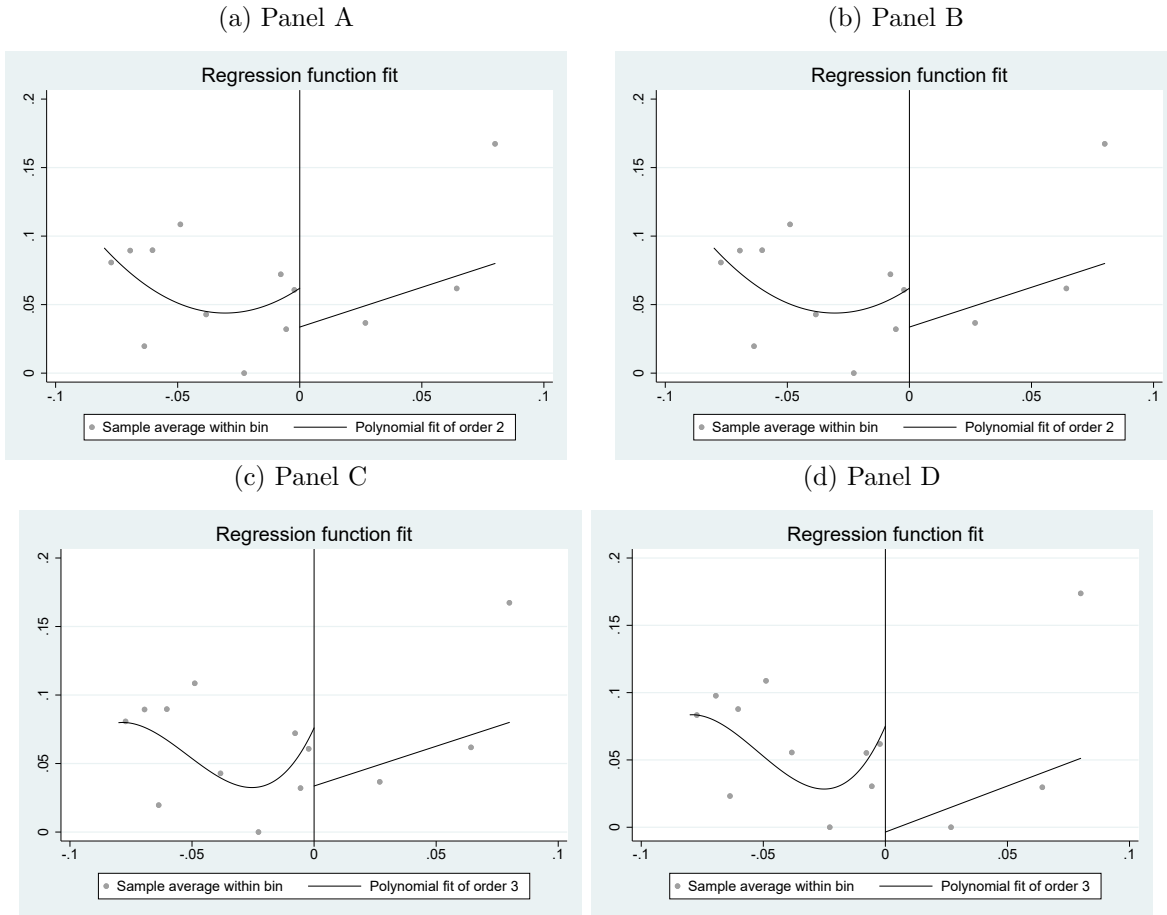 (a) Panel A
Regression function fit
.2
.15
.1
.05
0
-.1 -.05 0 .05 .1
Sample average within bin Polynomial fit of order 2
(b) Panel B
Regression function fit
.2
.15
.1
.05
0
-.1 -.05 0 .05 .1
Sample average within bin Polynomial fit of order 2
(c) Panel C
Regression function fit
.2
.15
.1
.05
0
-.1 -.05 0 .05 .1
Sample average within bin Polynomial fit of order 3
(d) Panel D
Regression function fit
.2
.15
.1
.05
0
-.1 -.05 0 .05 .1
Sample average within bin Polynomial fit of order 3